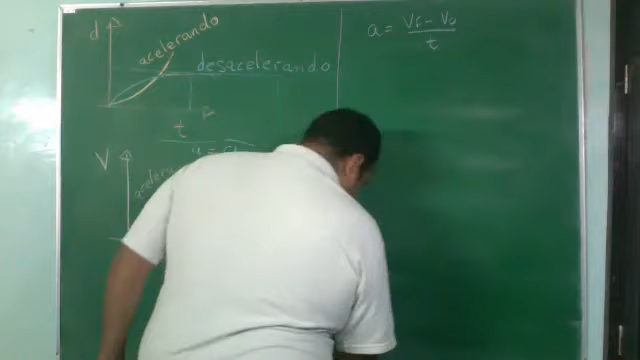 d
acelerando
desacelerando
t
V
a = Vf - Vo
t